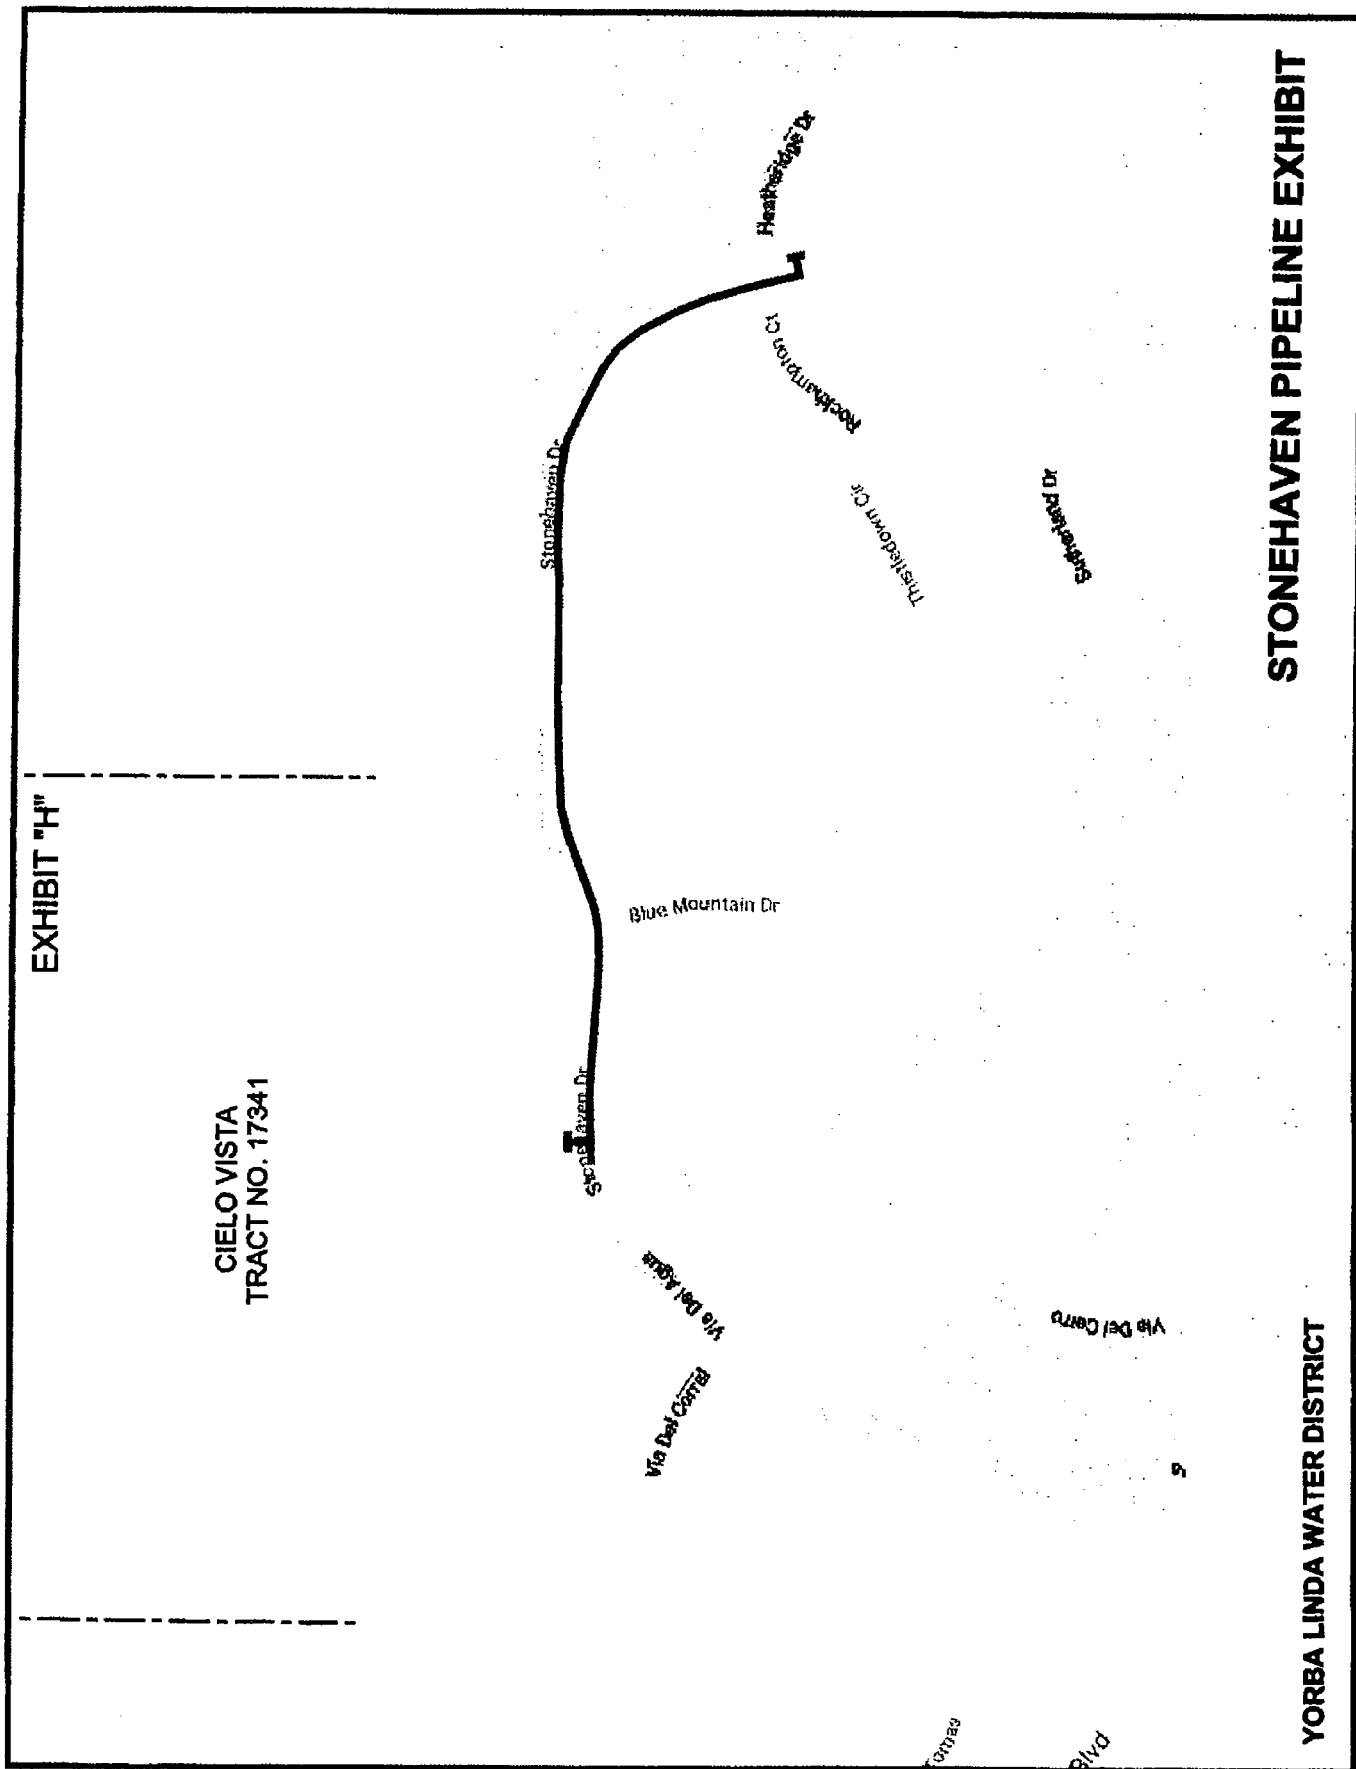 EXHIBIT "H"
CIELO VISTA
TRACT NO. 17341
Stonehaven Dr
Stonehaven Dr
Heatheridge Dr
Rockhampton Ct
Thistledown Cir
Sutherland Dr
Blue Mountain Dr
Via Del Agua
Via Del Corral
Via Del Cerro
Blvd
YORBA LINDA WATER DISTRICT
STONEHAVEN PIPELINE EXHIBIT